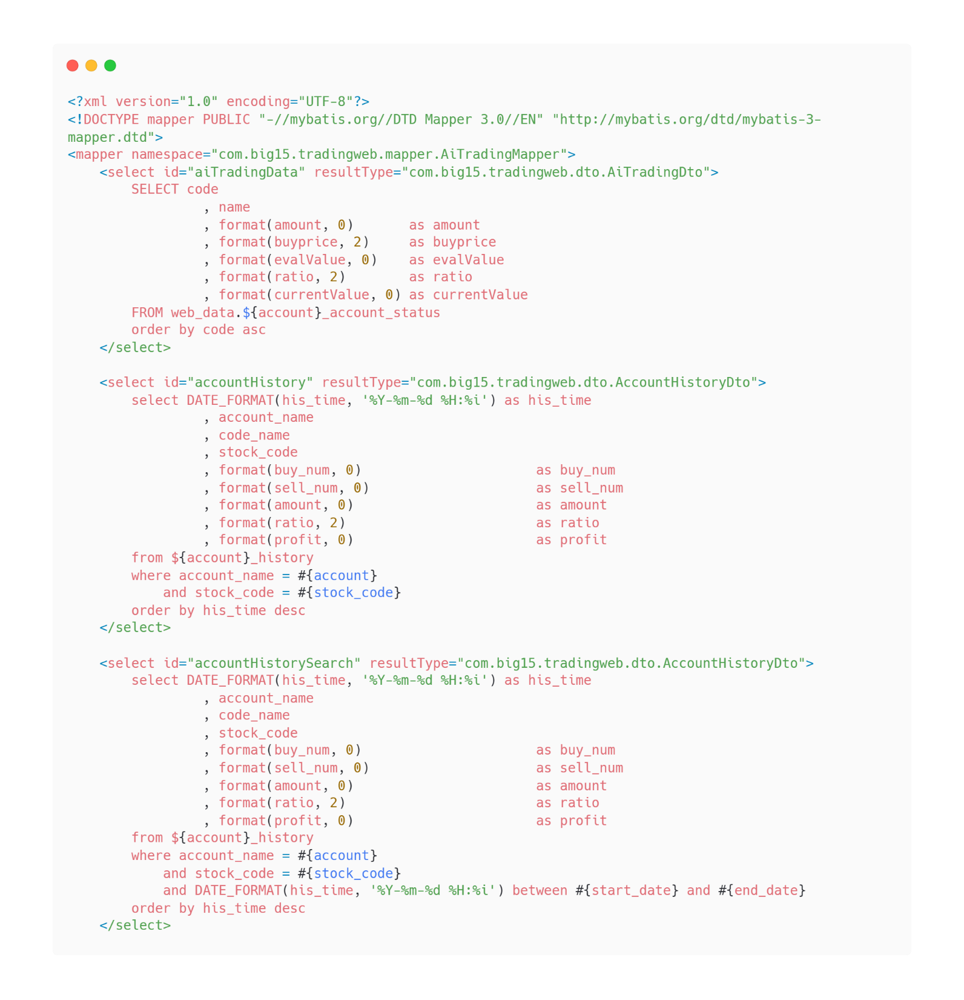 <?xml version="1.0" encoding="UTF-8"?>
<!DOCTYPE mapper PUBLIC "-//mybatis.org//DTD Mapper 3.0//EN" "http://mybatis.org/dtd/mybatis-3-
mapper.dtd">
<mapper namespace="com.big15.tradingweb.mapper.AiTradingMapper">
    <select id="aiTradingData" resultType="com.big15.tradingweb.dto.AiTradingDto">
        SELECT code
                 , name
                 , format(amount, 0)       as amount
                 , format(buyprice, 2)     as buyprice
                 , format(evalValue, 0)    as evalValue
                 , format(ratio, 2)        as ratio
                 , format(currentValue, 0) as currentValue
        FROM web_data.${account}_account_status
        order by code asc
    </select>

    <select id="accountHistory" resultType="com.big15.tradingweb.dto.AccountHistoryDto">
        select DATE_FORMAT(his_time, '%Y-%m-%d %H:%i') as his_time
                 , account_name
                 , code_name
                 , stock_code
                 , format(buy_num, 0)                      as buy_num
                 , format(sell_num, 0)                     as sell_num
                 , format(amount, 0)                       as amount
                 , format(ratio, 2)                        as ratio
                 , format(profit, 0)                       as profit
        from ${account}_history
        where account_name = #{account}
            and stock_code = #{stock_code}
        order by his_time desc
    </select>

    <select id="accountHistorySearch" resultType="com.big15.tradingweb.dto.AccountHistoryDto">
        select DATE_FORMAT(his_time, '%Y-%m-%d %H:%i') as his_time
                 , account_name
                 , code_name
                 , stock_code
                 , format(buy_num, 0)                      as buy_num
                 , format(sell_num, 0)                     as sell_num
                 , format(amount, 0)                       as amount
                 , format(ratio, 2)                        as ratio
                 , format(profit, 0)                       as profit
        from ${account}_history
        where account_name = #{account}
            and stock_code = #{stock_code}
            and DATE_FORMAT(his_time, '%Y-%m-%d %H:%i') between #{start_date} and #{end_date}
        order by his_time desc
    </select>